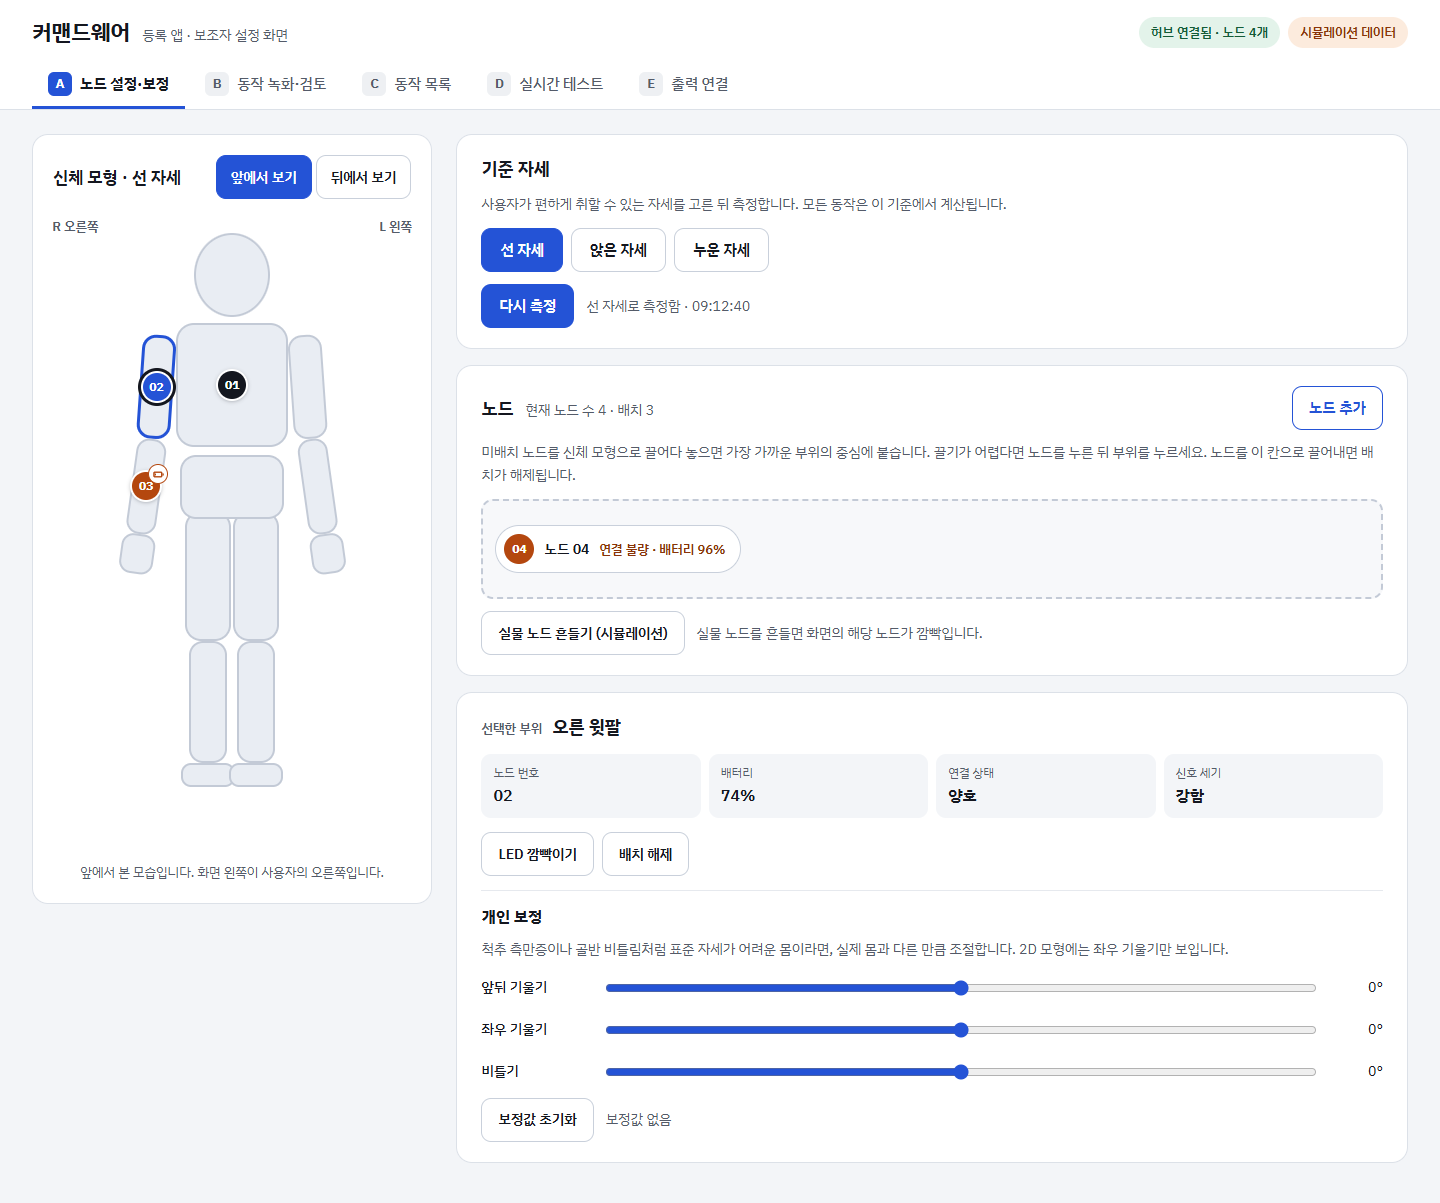 커맨드웨어 등록 앱 · 보조자 설정 화면
허브 연결됨 · 노드 4개
시뮬레이션 데이터
A 노드 설정·보정
B 동작 녹화·검토
C 동작 목록
D 실시간 테스트
E 출력 연결
신체 모형 · 선 자세
앞에서 보기
뒤에서 보기
R 오른쪽
L 왼쪽
02
01
03
앞에서 본 모습입니다. 화면 왼쪽이 사용자의 오른쪽입니다.
기준 자세
사용자가 편하게 취할 수 있는 자세를 고른 뒤 측정합니다. 모든 동작은 이 기준에서 계산됩니다.
선 자세
앉은 자세
누운 자세
다시 측정
선 자세로 측정함 · 09:12:40
노드 현재 노드 수 4 · 배치 3
노드 추가
미배치 노드를 신체 모형으로 끌어다 놓으면 가장 가까운 부위의 중심에 붙습니다. 끌기가 어렵다면 노드를 누른 뒤 부위를 누르세요. 노드를 이 칸으로 끌어내면 배
치가 해제됩니다.
04 노드 04 연결 불량 · 배터리 96%
실물 노드 흔들기 (시뮬레이션)
실물 노드를 흔들면 화면의 해당 노드가 깜빡입니다.
선택한 부위 오른 윗팔
노드 번호
02
배터리
74%
연결 상태
양호
신호 세기
강함
LED 깜빡이기
배치 해제
개인 보정
척추 측만증이나 골반 비틀림처럼 표준 자세가 어려운 몸이라면, 실제 몸과 다른 만큼 조절합니다. 2D 모형에는 좌우 기울기만 보입니다.
앞뒤 기울기 0°
좌우 기울기 0°
비틀기 0°
보정값 초기화
보정값 없음